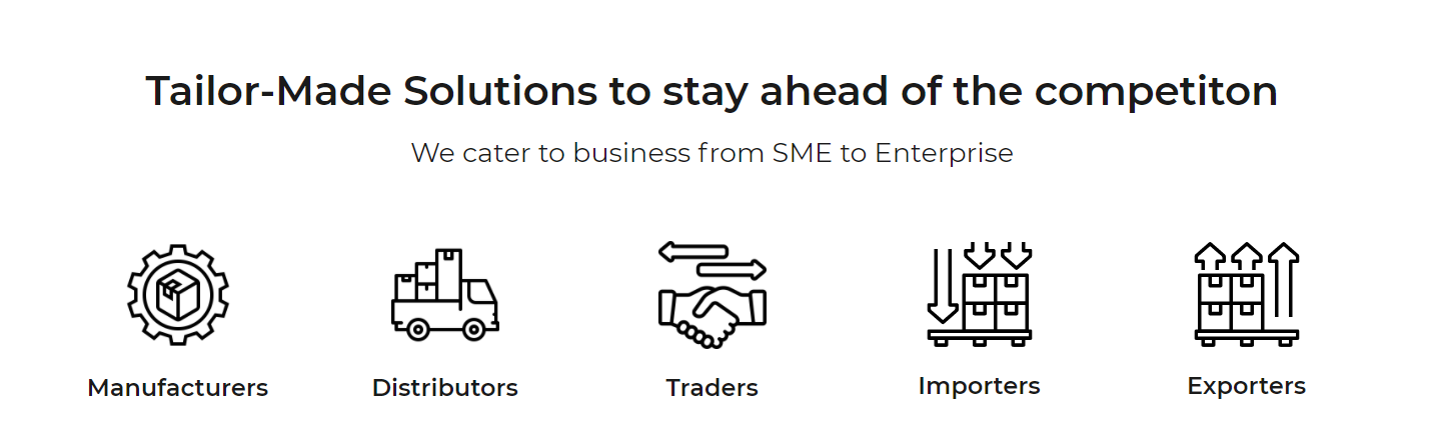 Tailor-Made Solutions to stay ahead of the competiton
We cater to business from SME to Enterprise
Manufacturers Distributors Traders Importers Exporters